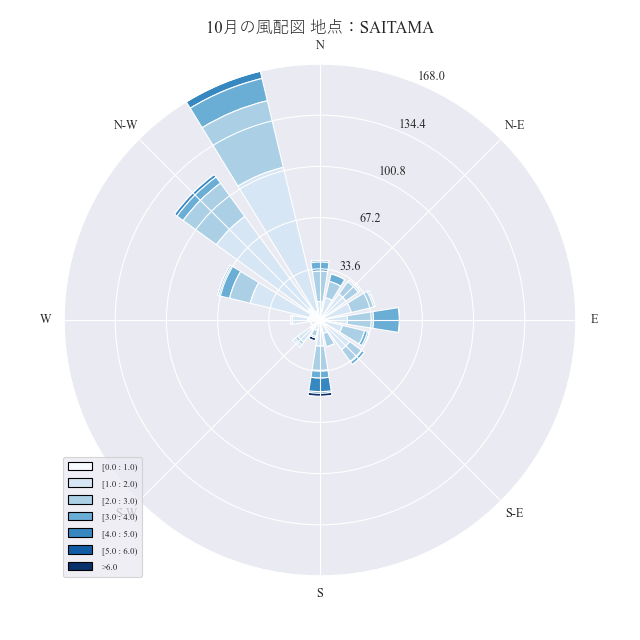 10月の風配図 地点：SAITAMA
N
168.0
N-W
N-E
134.4
100.8
67.2
33.6
W
E
[0.0 : 1.0)
[1.0 : 2.0)
[2.0 : 3.0)
[3.0 : 4.0)
[4.0 : 5.0)
[5.0 : 6.0)
>6.0
S-W
S-E
S